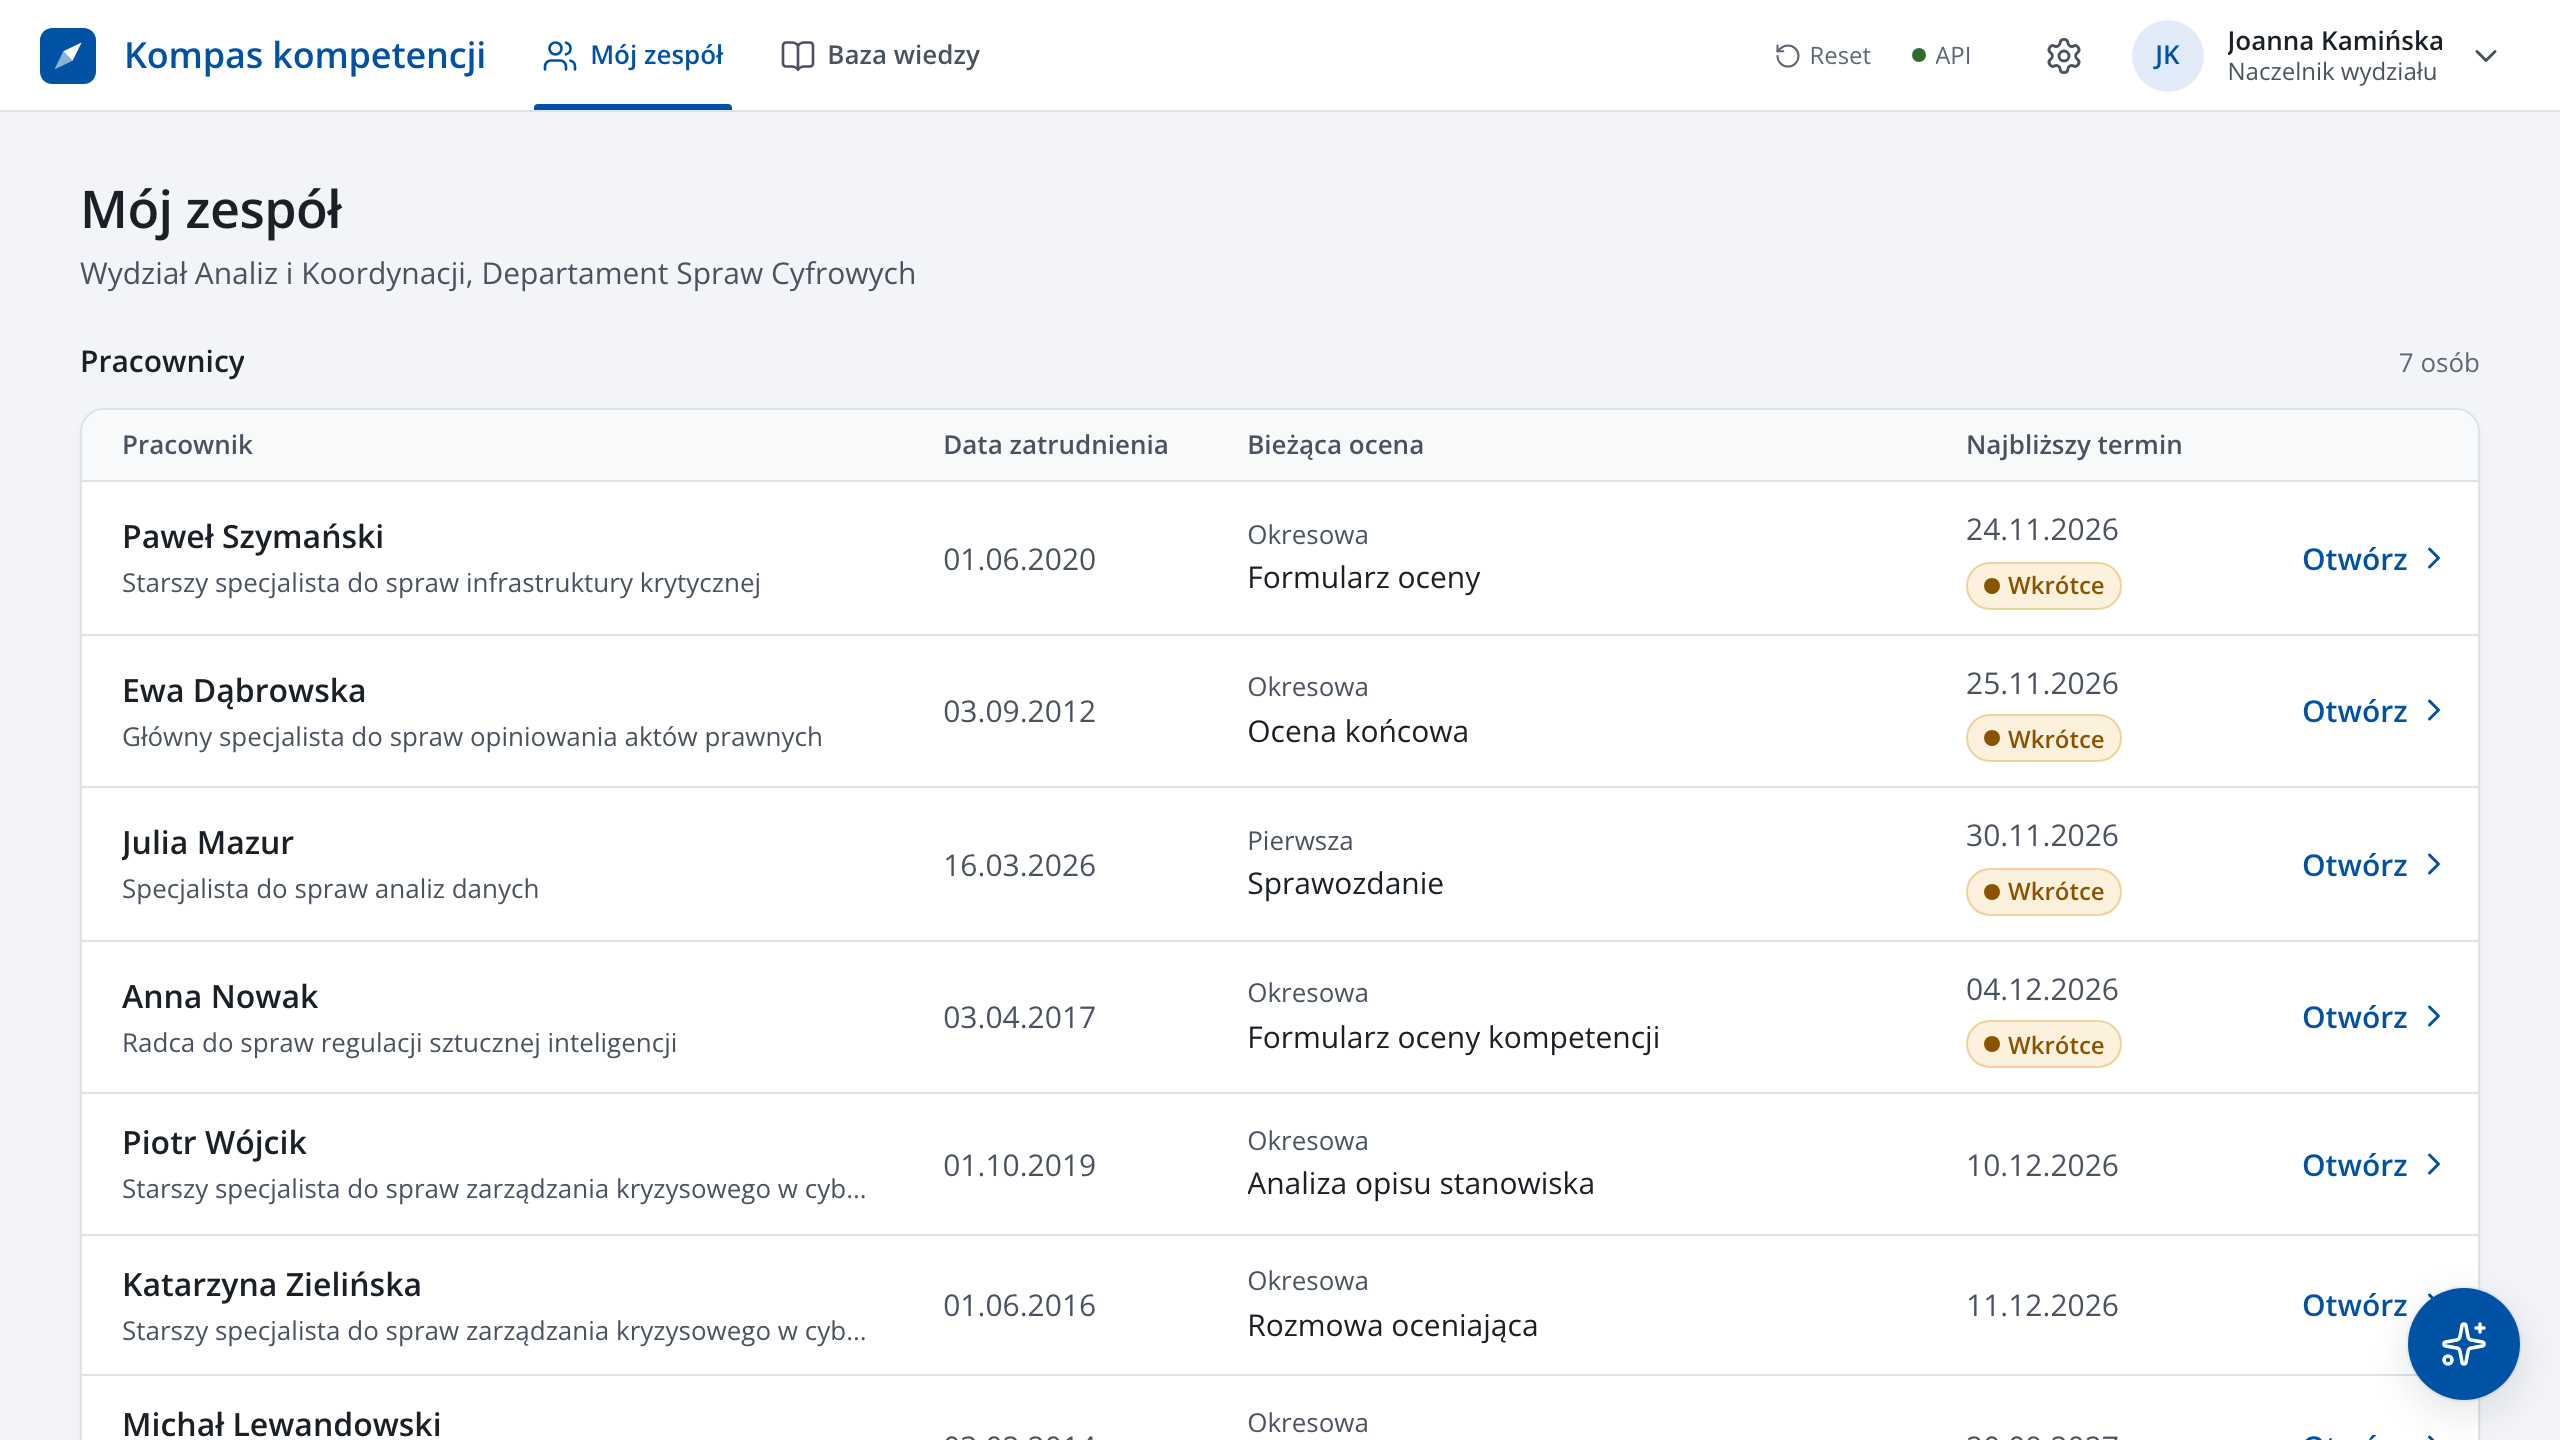 Kompas kompetencji
Mój zespół
Baza wiedzy
Reset
API
JK
Joanna Kamińska
Naczelnik wydziału
Mój zespół
Wydział Analiz i Koordynacji, Departament Spraw Cyfrowych
Pracownicy
7 osób
Pracownik
Data zatrudnienia
Bieżąca ocena
Najbliższy termin
Paweł Szymański
Starszy specjalista do spraw infrastruktury krytycznej
01.06.2020
Okresowa
Formularz oceny
24.11.2026
Wkrótce
Otwórz
Ewa Dąbrowska
Główny specjalista do spraw opiniowania aktów prawnych
03.09.2012
Okresowa
Ocena końcowa
25.11.2026
Wkrótce
Otwórz
Julia Mazur
Specjalista do spraw analiz danych
16.03.2026
Pierwsza
Sprawozdanie
30.11.2026
Wkrótce
Otwórz
Anna Nowak
Radca do spraw regulacji sztucznej inteligencji
03.04.2017
Okresowa
Formularz oceny kompetencji
04.12.2026
Wkrótce
Otwórz
Piotr Wójcik
Starszy specjalista do spraw zarządzania kryzysowego w cyb...
01.10.2019
Okresowa
Analiza opisu stanowiska
10.12.2026
Otwórz
Katarzyna Zielińska
Starszy specjalista do spraw zarządzania kryzysowego w cyb...
01.06.2016
Okresowa
Rozmowa oceniająca
11.12.2026
Otwórz
Michał Lewandowski
Okresowa